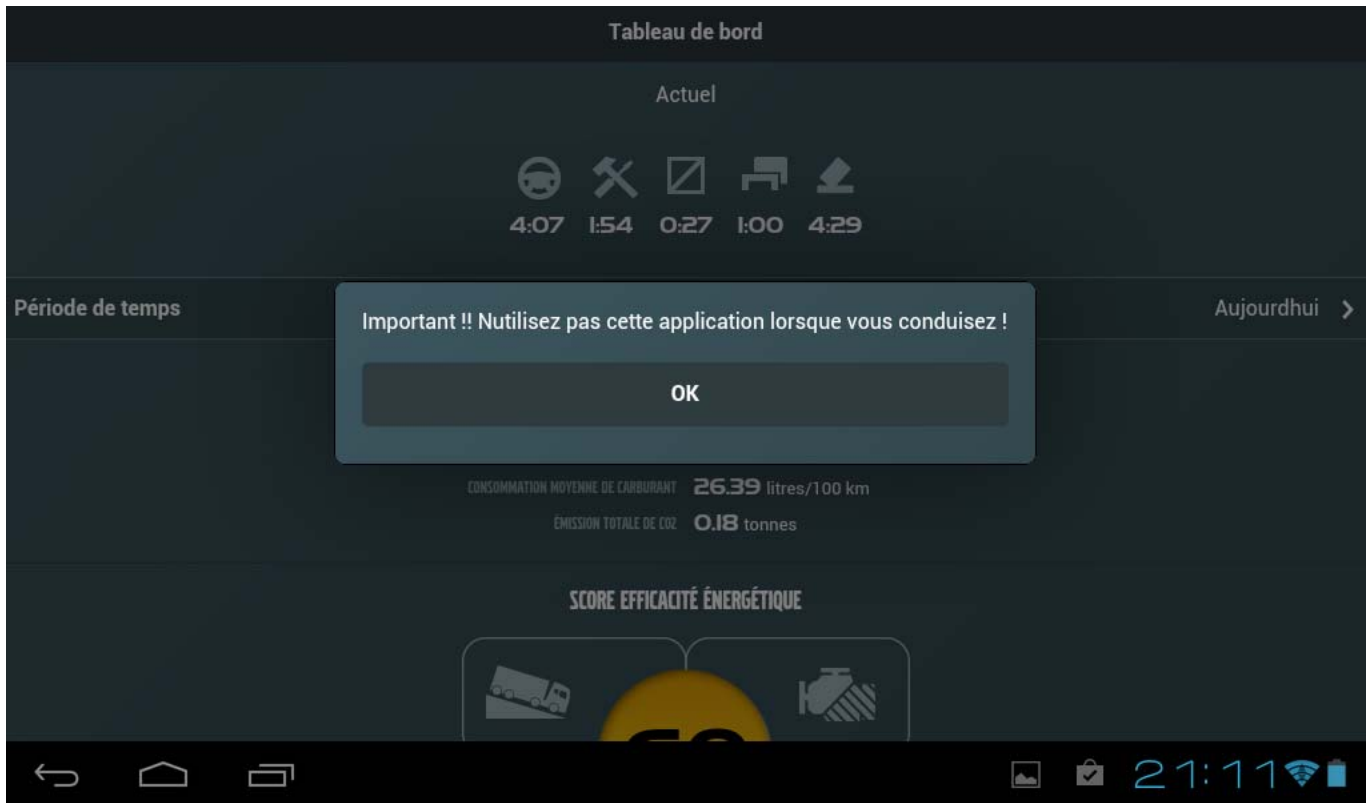 Tableau de bord
Actuel
4:07 1:54 0:27 1:00 4:29
Période de temps
Aujourdhui
Important !! Nutilisez pas cette application lorsque vous conduisez !
OK
CONSOMMATION MOYENNE DE CARBURANT 26.39 litres/100 km
ÉMISSION TOTALE DE CO2 0.18 tonnes
SCORE EFFICACITÉ ÉNERGÉTIQUE
21:11